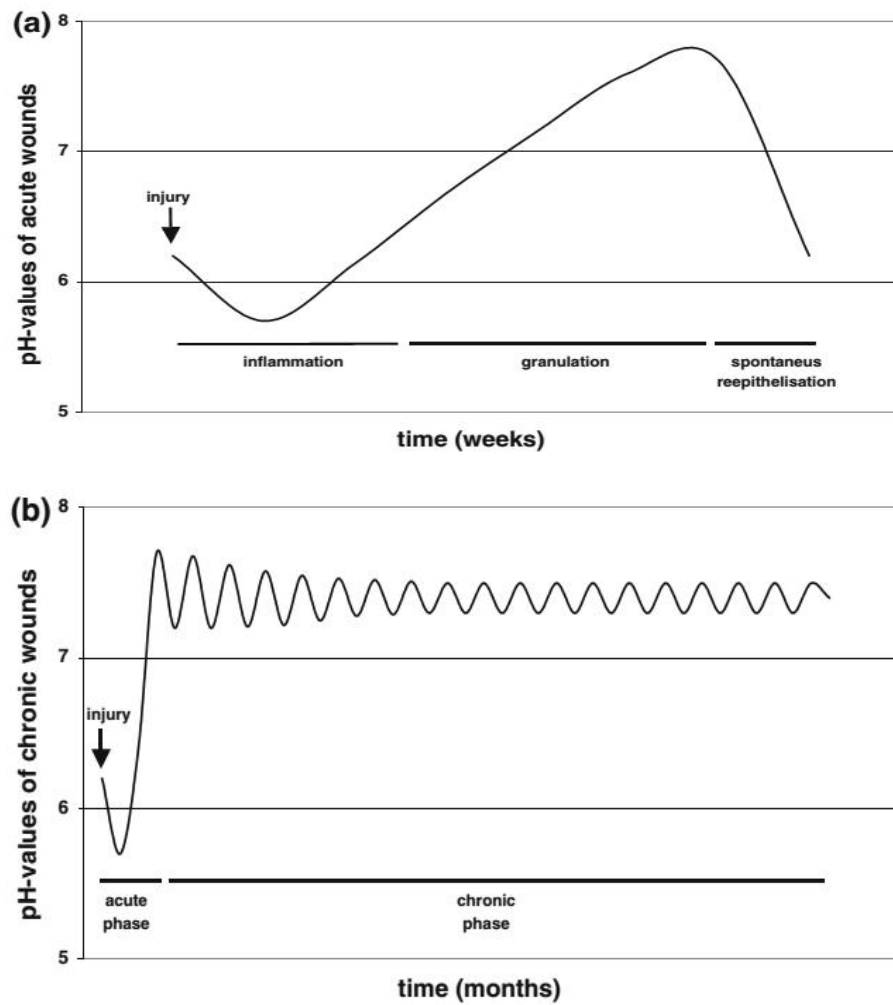 (a)
8
7
6
5
pH-values of acute wounds
injury
inflammation
granulation
spontaneus
reepithelisation
time (weeks)
(b)
8
7
6
5
pH-values of chronic wounds
injury
acute
phase
chronic
phase
time (months)